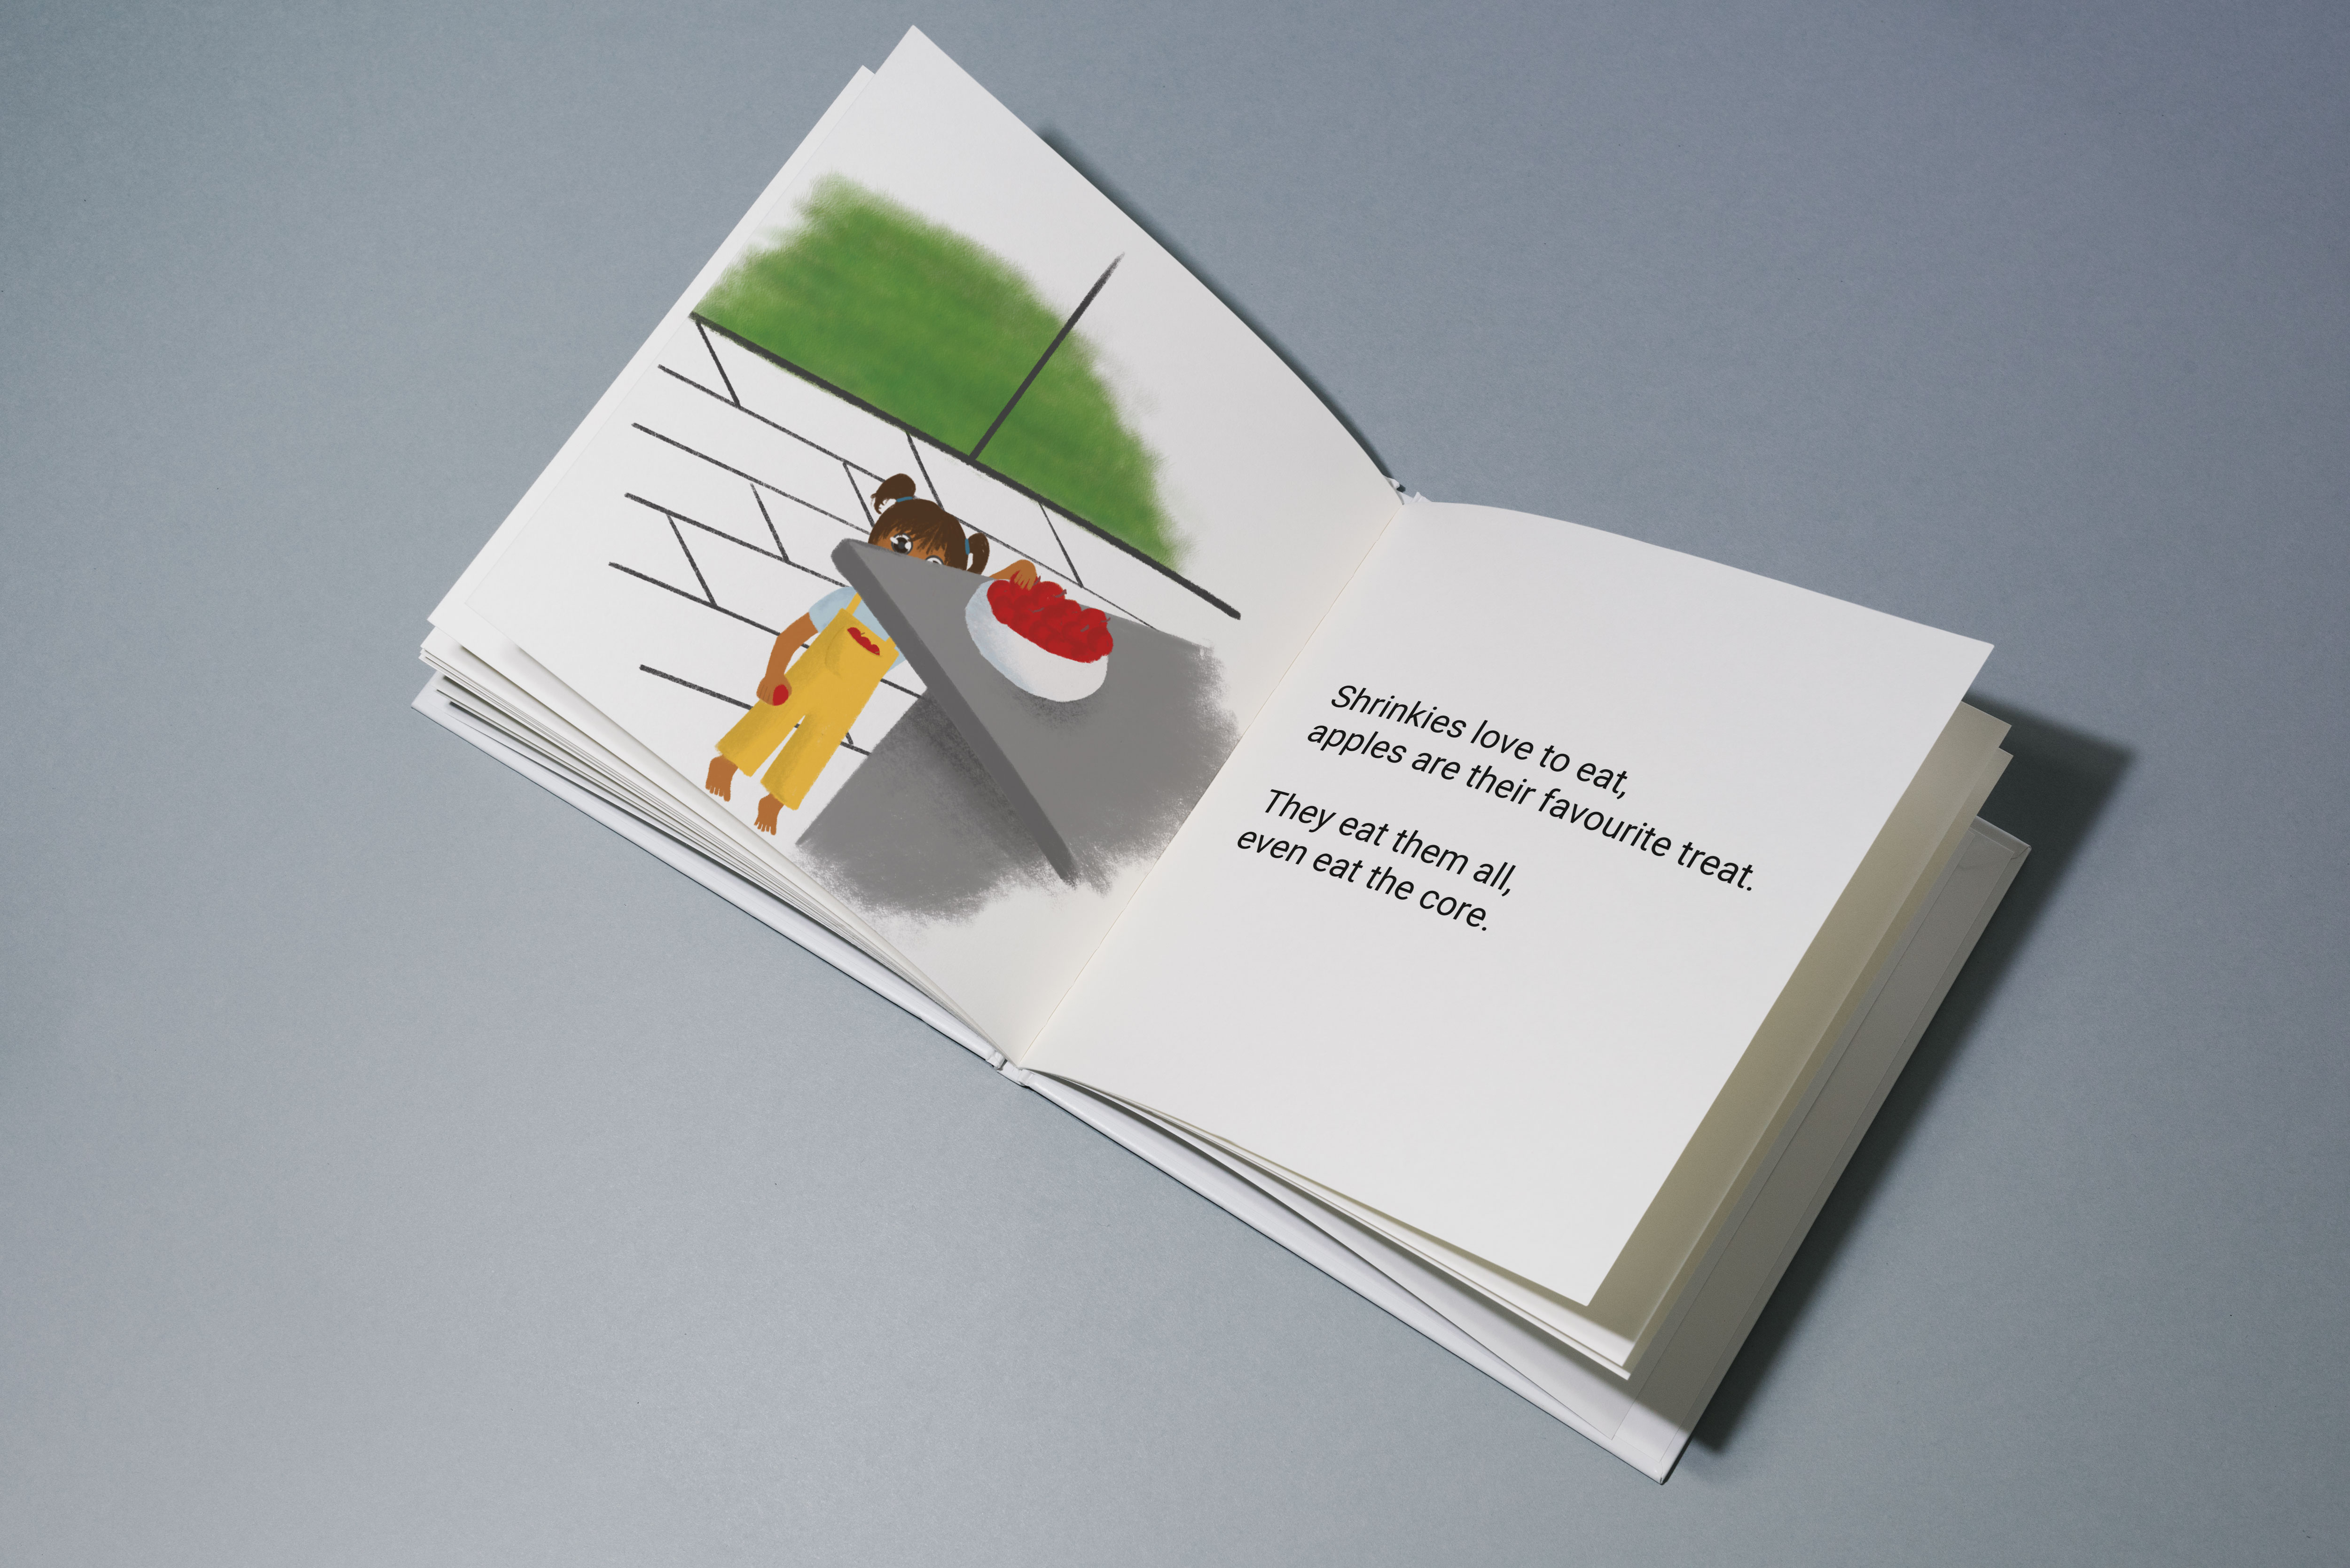 Shrinkies love to eat,
apples are their favourite treat.
They eat them all,
even eat the core.